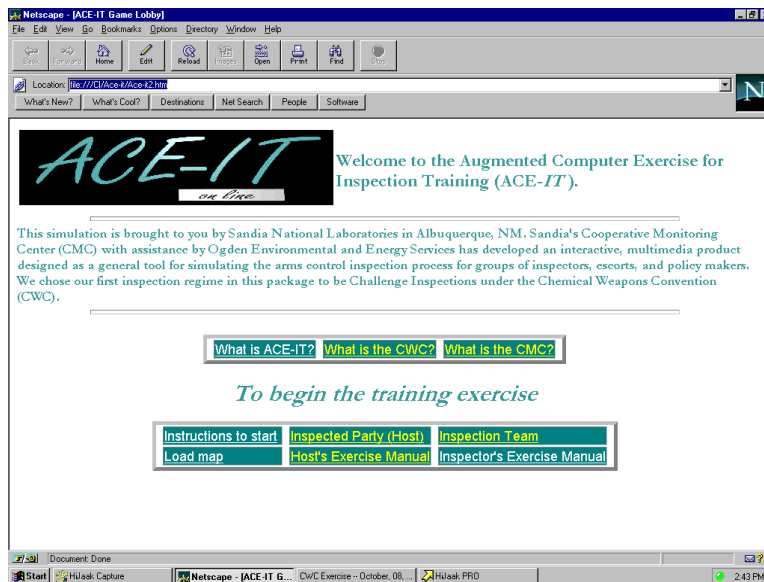 Netscape - [ACE-IT Game Lobby]
File Edit View Go Bookmarks Options Directory Window Help
Back Forward Home Edit Reload Images Open Print Find Stop
Location: file:///C|/Ace-it/Ace-it2.htm
What's New? What's Cool? Destinations Net Search People Software
N
ACE-IT
on line
Welcome to the Augmented Computer Exercise for
Inspection Training (ACE-IT ).
This simulation is brought to you by Sandia National Laboratories in Albuquerque, NM. Sandia's Cooperative Monitoring
Center (CMC) with assistance by Ogden Environmental and Energy Services has developed an interactive, multimedia product
designed as a general tool for simulating the arms control inspection process for groups of inspectors, escorts, and policy makers.
We chose our first inspection regime in this package to be Challenge Inspections under the Chemical Weapons Convention
(CWC).
What is ACE-IT? What is the CWC? What is the CMC?
To begin the training exercise
Instructions to start Inspected Party (Host) Inspection Team
Load map Host's Exercise Manual Inspector's Exercise Manual
Document: Done
Start HiJaak Capture Netscape - [ACE-IT G... CWC Exercise -- October, 08, ... HiJaak PRO 2:43 PM